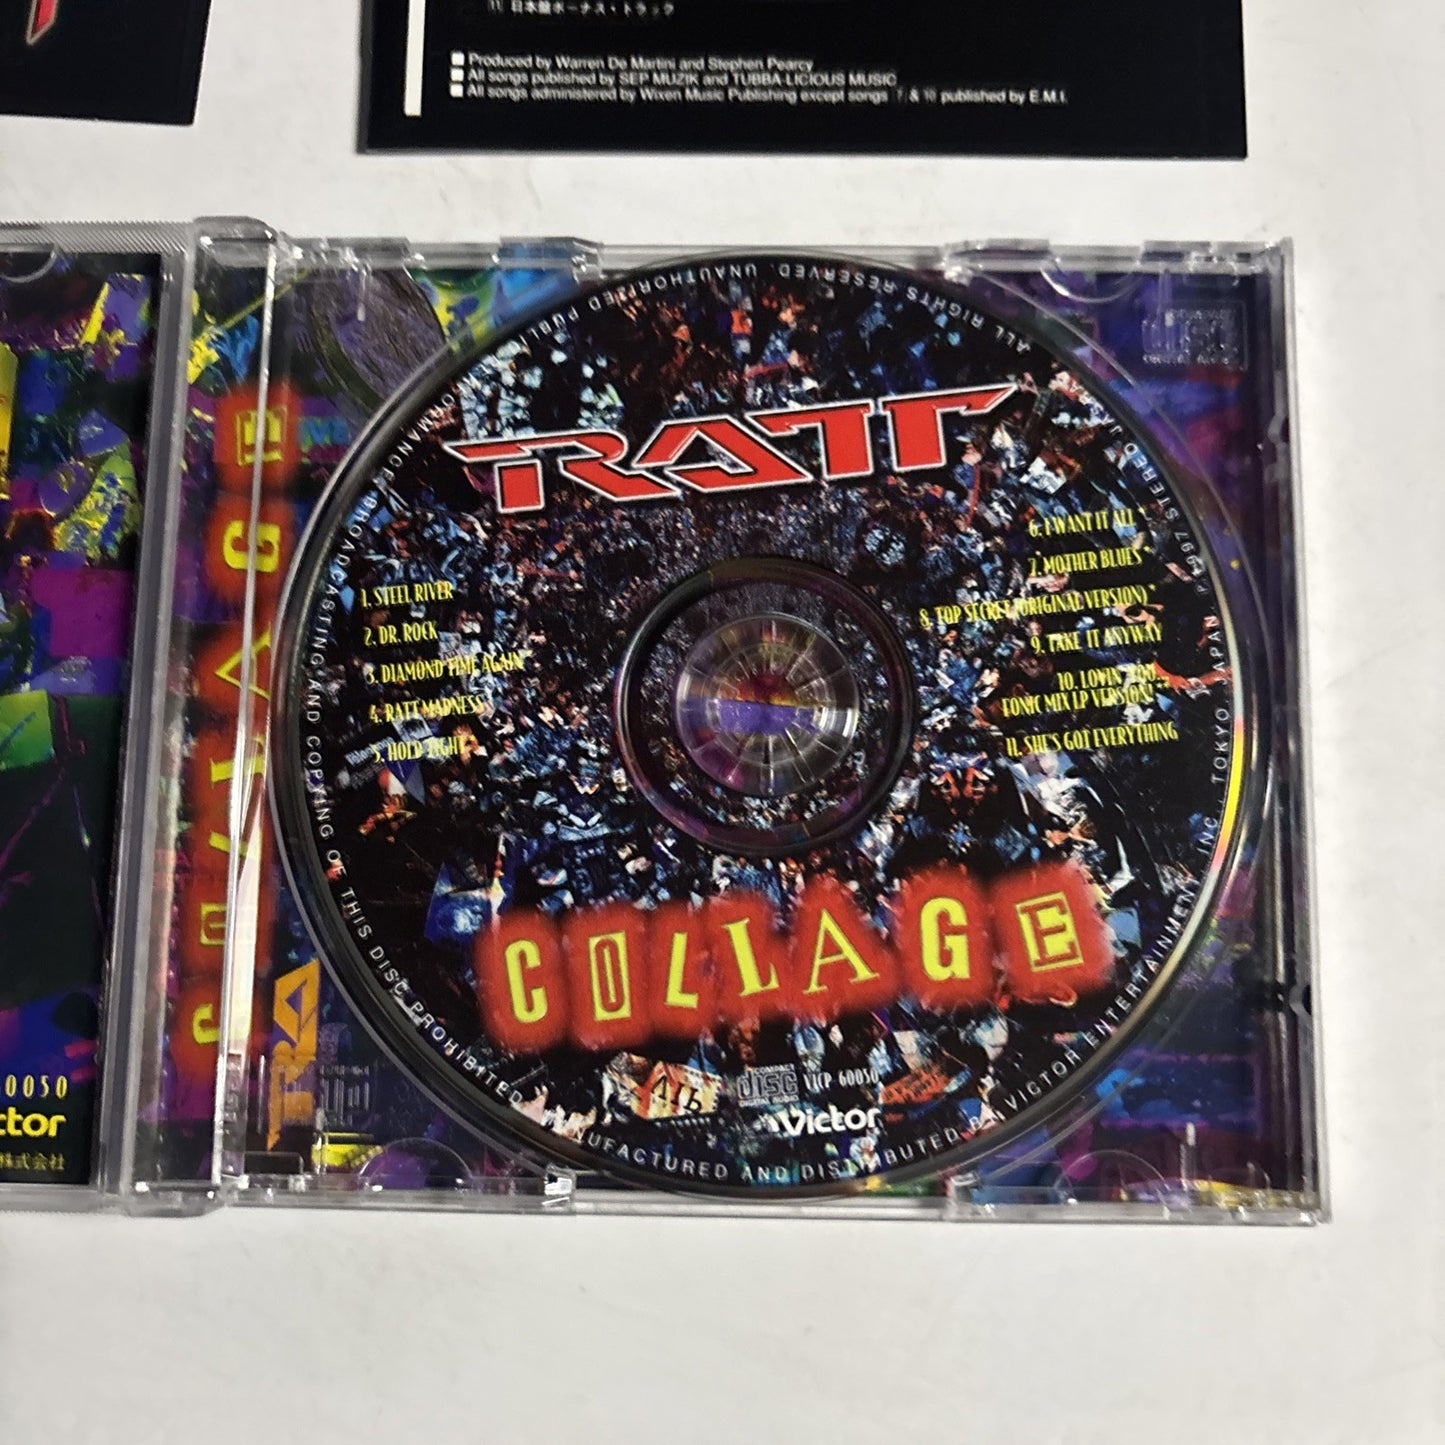 11 日本盤ボーナス・トラック
■ Produced by Warren De Martini and Stephen Pearcy
■ All songs published by SEP MUZIK and TUBBA-LICIOUS MUSIC
■ All songs administered by Wixen Music Publishing except songs 7 & 10 published by E.M.I.
COLLAGE
RA
0050
ctor
株式会社
RATT
1. STEEL RIVER
2. DR. ROCK
3. DIAMOND TIME AGAIN*
4. RATT MADNESS
5. HOLD TIGHT
6. I WANT IT ALL*
7. MOTHER BLUES*
8. TOP SECRET (ORIGINAL VERSION)*
9. TAKE IT ANYWAY
10. LOVIN' YOU...
TONIC MIX LP VERSION*
11. SHE'S GOT EVERYTHING
COLLAGE
COMPACT
disc
DIGITAL AUDIO
VICP-60050
Victor
ALL RIGHTS RESERVED. UNAUTHORIZED PUBLIC PERFORMANCE, BROADCASTING AND COPYING OF THIS DISC PROHIBITED. MANUFACTURED AND DISTRIBUTED BY VICTOR ENTERTAINMENT, INC., TOKYO, JAPAN. 1997 STEREO